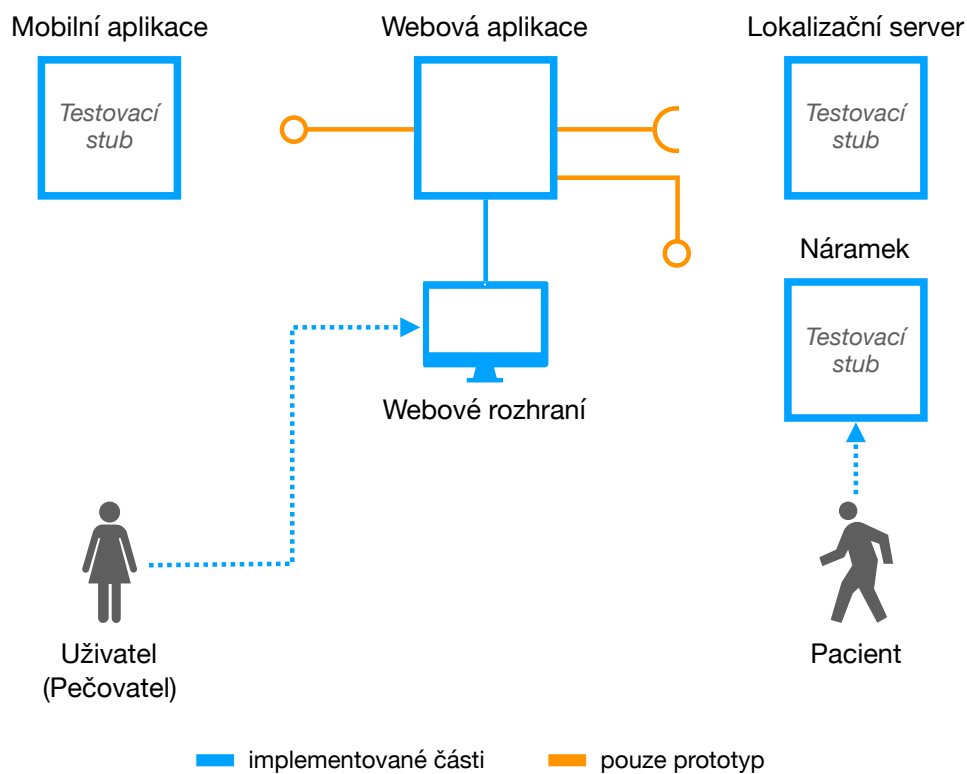 Mobilní aplikace
Webová aplikace
Lokalizační server
Testovací
stub
Testovací
stub
Náramek
Testovací
stub
Webové rozhraní
Uživatel
(Pečovatel)
Pacient
implementované části
pouze prototyp